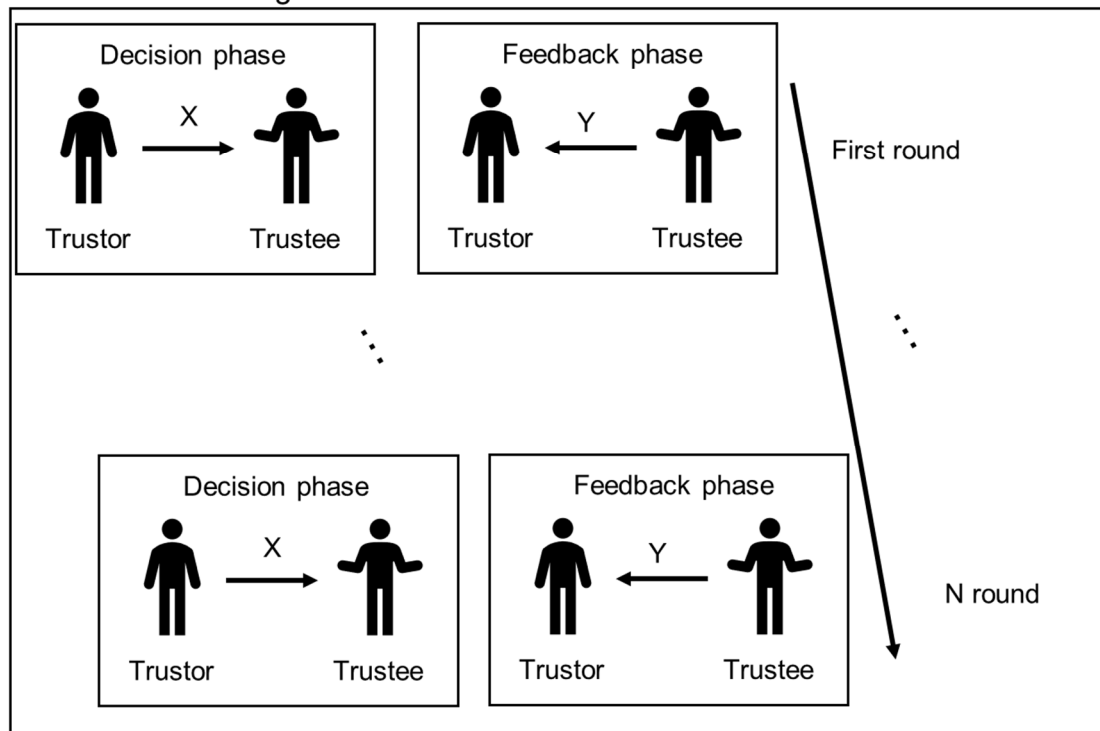 Decision phase
X
Trustor
Trustee
Feedback phase
Y
Trustor
Trustee
First round
Decision phase
X
Trustor
Trustee
Feedback phase
Y
Trustor
Trustee
N round